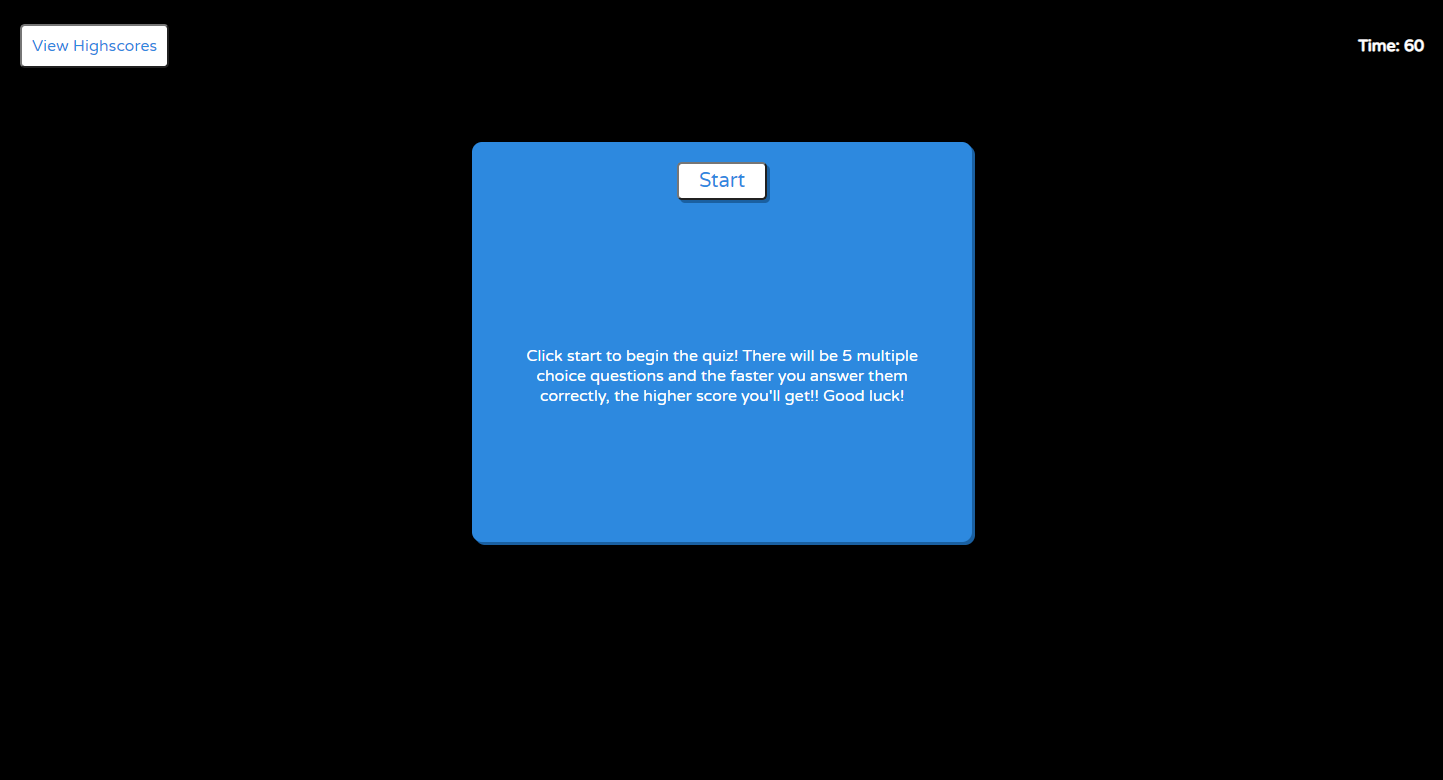 View Highscores
Time: 60
Start
Click start to begin the quiz! There will be 5 multiple
choice questions and the faster you answer them
correctly, the higher score you'll get!! Good luck!